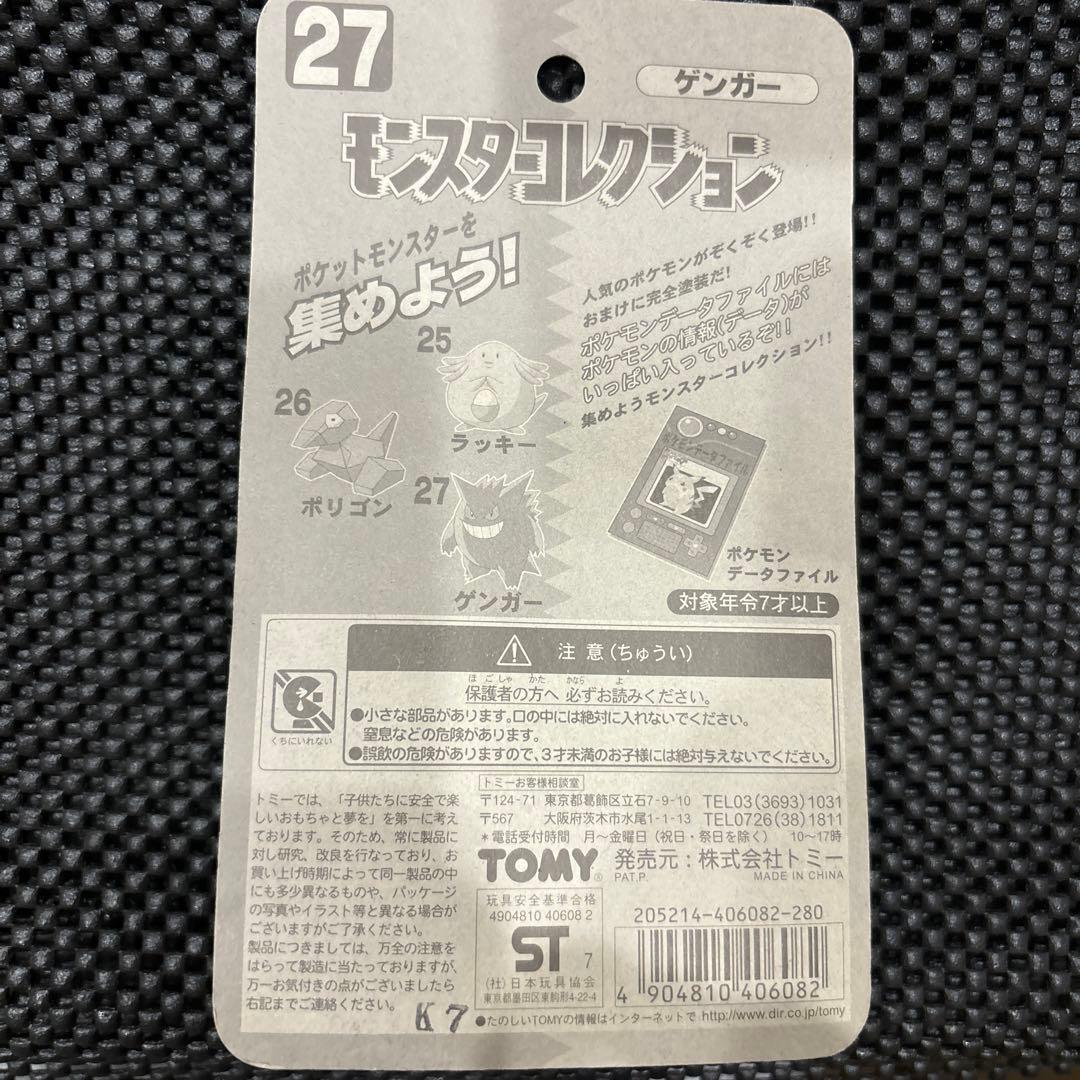 27
ゲンガー
モンスターコレクション
ポケットモンスターを
集めよう!
人気のポケモンがぞくぞく登場!!
おまけに完全塗装だ!
ポケモンデータファイルには
ポケモンの情報(データ)が
いっぱい入っているぞ!!
集めようモンスターコレクション!!
25
ラッキー
26
ポリゴン
27
ゲンガー
ポケモンデータファイル
ポケモン
データファイル
対象年令7才以上
注意(ちゅうい)
ほごしゃ かた かなら よ
保護者の方へ 必ずお読みください。
●小さな部品があります。口の中には絶対に入れないでください。
窒息などの危険があります。
●誤飲の危険がありますので、3才未満のお子様には絶対与えないでください。
くちにいれない
トミーでは、「子供たちに安全で楽
しいおもちゃと夢を」を第一に考え
ております。そのため、常に製品に
対し研究、改良を行なっており、お
買い上げ時期によって同一製品の中
にも多少異なるものや、パッケージ
の写真やイラスト等と異なる場合が
ございますがご了承ください。
製品につきましては、万全の注意を
はらって製造に当たっておりますが、
万一お気付きの点がございましたら
右記までご連絡ください。
トミーお客様相談室
〒124-71 東京都葛飾区立石7-9-10 TEL03(3693)1031
〒567 大阪府茨木市水尾1-1-13 TEL0726(38)1811
*電話受付時間 月〜金曜日(祝日・祭日を除く) 10〜17時
TOMY® 発売元:株式会社トミー
PAT.P. MADE IN CHINA
玩具安全基準合格
4904810 40608 2
ST 7
(社)日本玩具協会
東京都墨田区東駒形4-22-4
205214-406082-280
4 904810 406082
K7
●たのしいTOMYの情報はインターネットで http://www.dir.co.jp/tomy